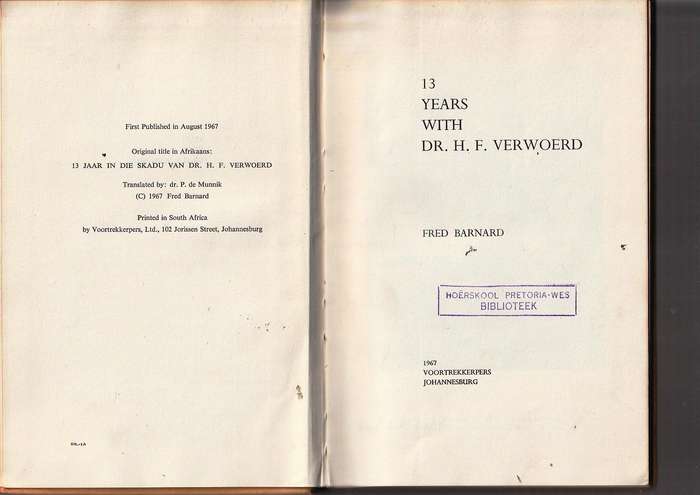 First Published in August 1967
Original title in Afrikaans:
13 JAAR IN DIE SKADU VAN DR. H. F. VERWOERD
Translated by: dr. P. de Munnik
(C) 1967 Fred Barnard
Printed in South Africa
by Voortrekkerpers, Ltd., 102 Jorissen Street, Johannesburg
13
YEARS
WITH
DR. H. F. VERWOERD
FRED BARNARD
HOËRSKOOL PRETORIA-WES
BIBLIOTEEK
1967
VOORTREKKERPERS
JOHANNESBURG